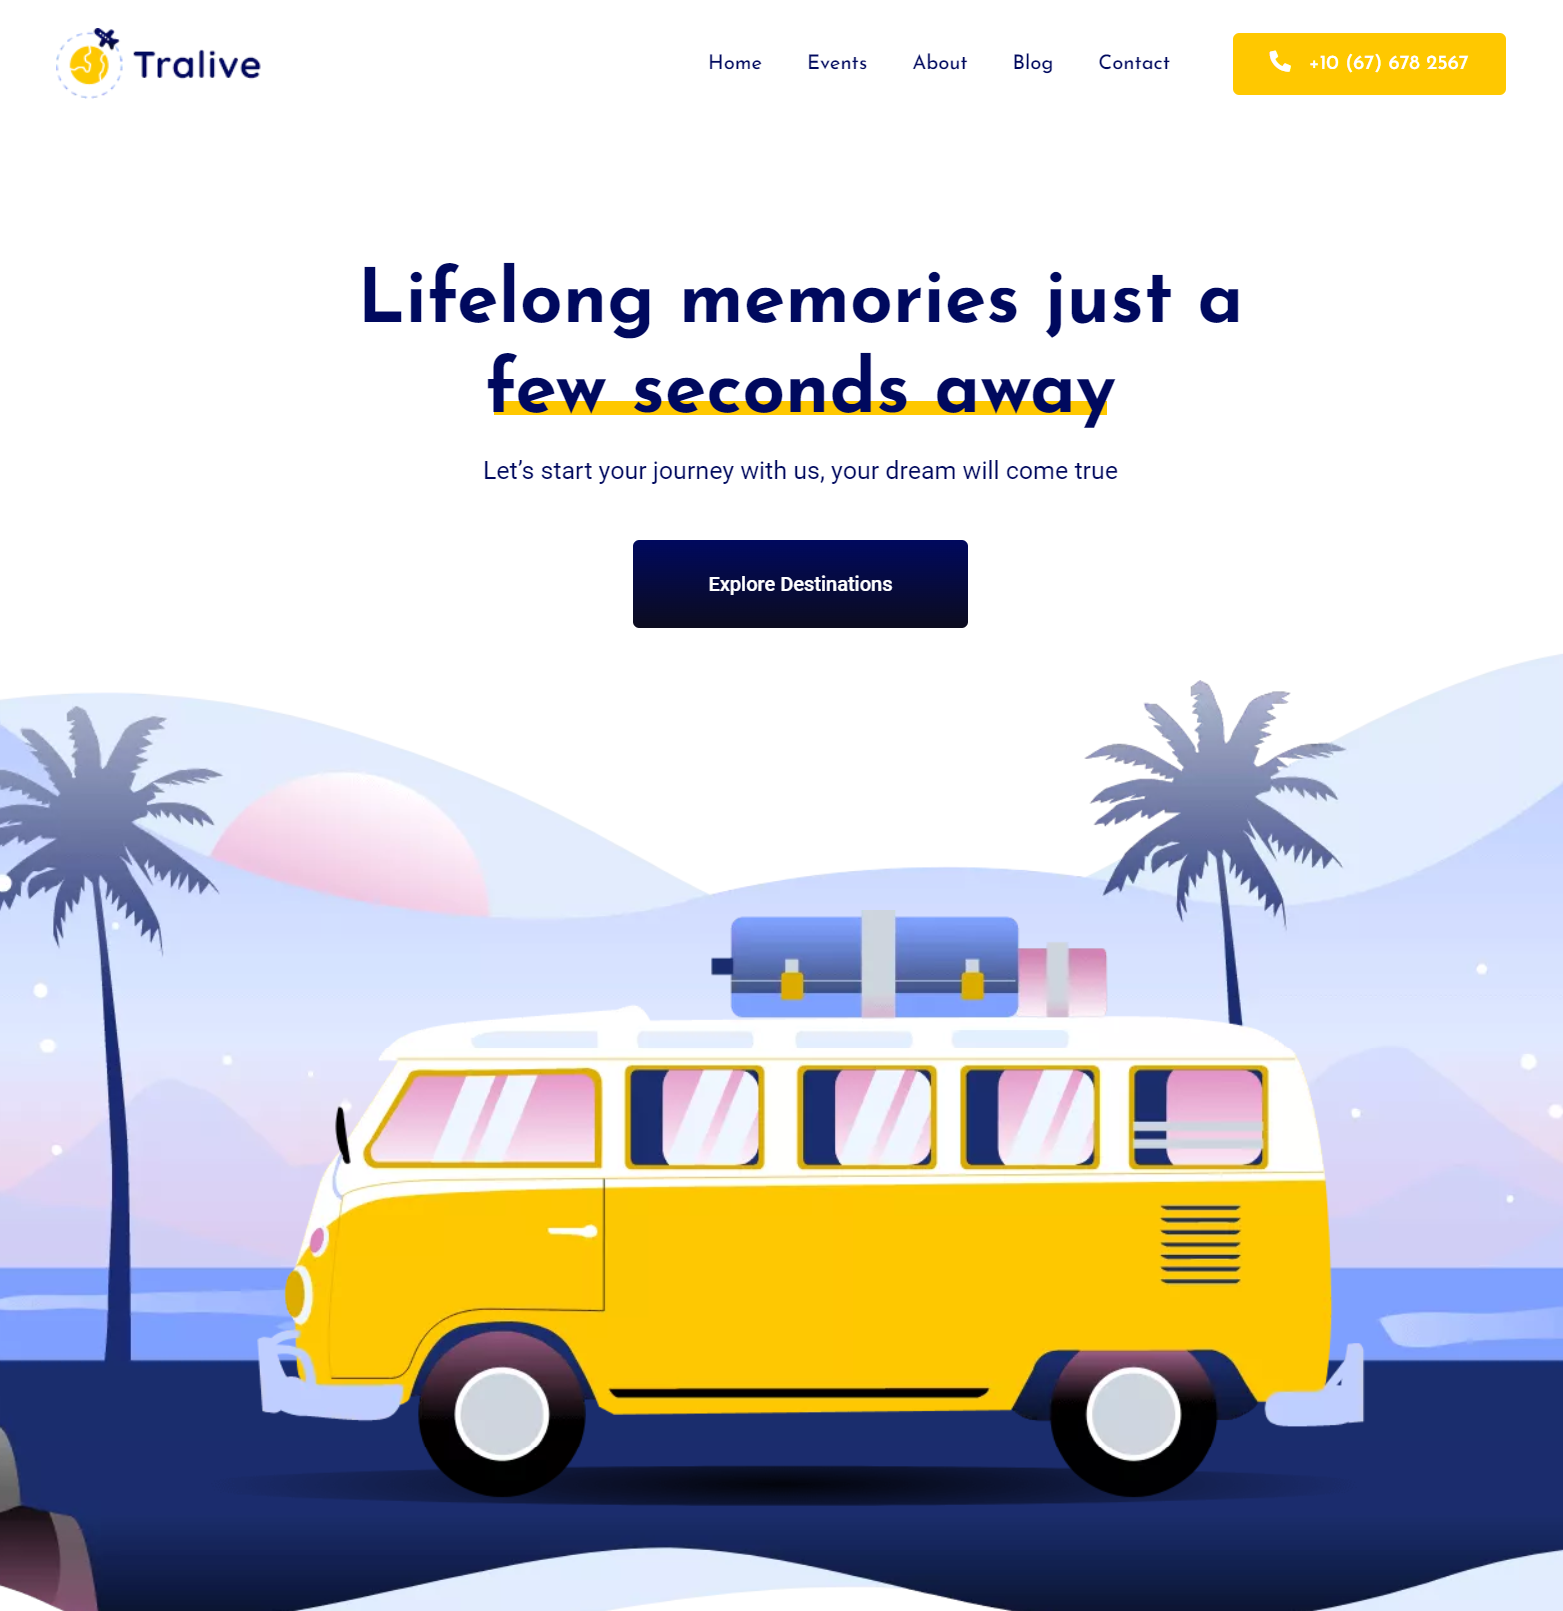 Tralive
Home Events About Blog Contact +10 (67) 678 2567
Lifelong memories just a
few seconds away
Let’s start your journey with us, your dream will come true
Explore Destinations